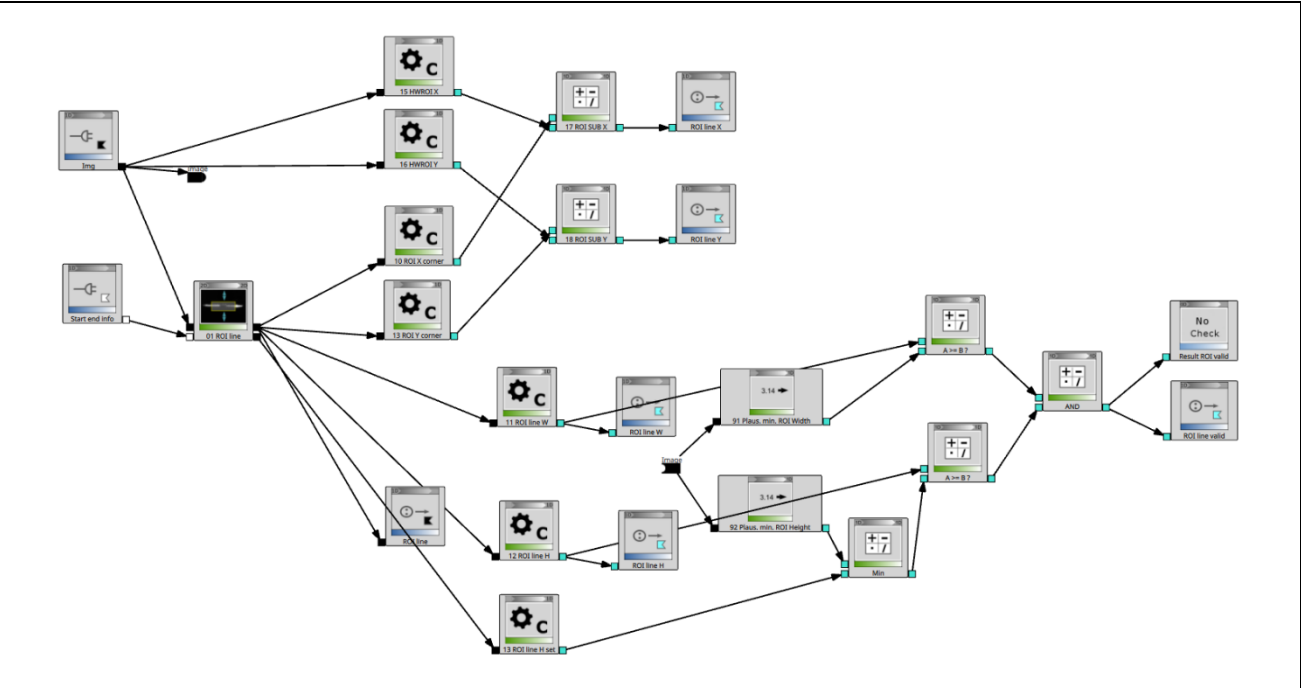 15 HWROI X
17 ROI SUB X
ROI line X
Img
Image
16 HWROI Y
18 ROI SUB Y
ROI line Y
10 ROI X corner
Start end info
01 ROI line
13 ROI Y corner
A >= B ?
No
Check
Result ROI valid
11 ROI line W
ROI line W
3.14
91 Plaus. min. ROI Width
AND
ROI line valid
Image
A >= B ?
ROI line
12 ROI line H
ROI line H
3.14
92 Plaus. min. ROI Height
Min
13 ROI line H set
C
C
C
C
C
C
C